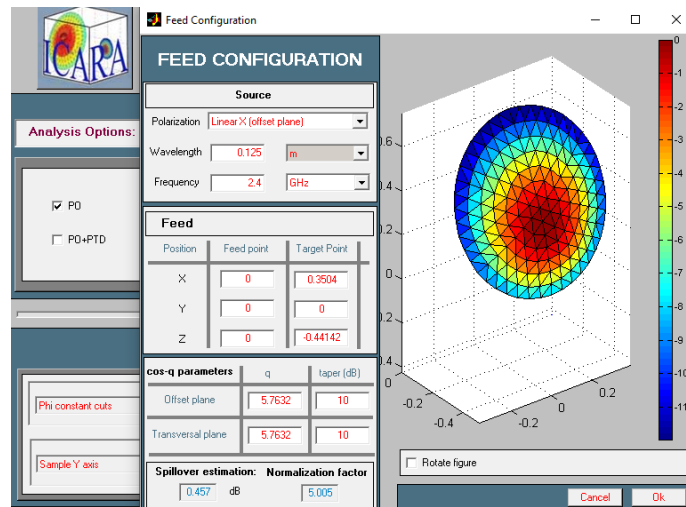 Feed Configuration
ICARA
FEED CONFIGURATION
Source
Polarization Linear X (offset plane)
Wavelength 0.125 m
Frequency 2.4 GHz
Analysis Options:
PO
PO+PTD
Feed
Position Feed point Target Point
X 0 0.3504
Y 0 0
Z 0 -0.44142
cos-q parameters q taper (dB)
Offset plane 5.7632 10
Transversal plane 5.7632 10
Spillover estimation: Normalization factor
0.457 dB 5.005
Phi constant cuts
Sample Y axis
0.6
0.4
0.2
0
0.2
0.4
0
-0.2
-0.4
-0.2
0
0.2
0
-1
-2
-3
-4
-5
-6
-7
-8
-9
-10
-11
Rotate figure
Cancel Ok